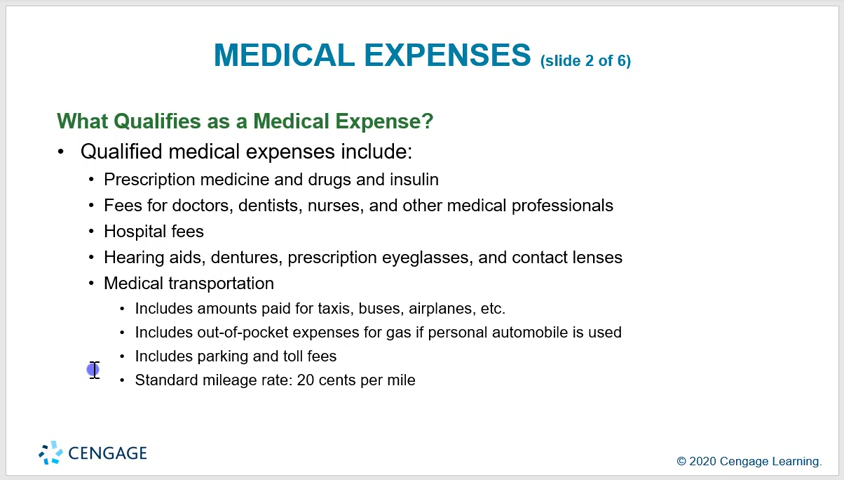 MEDICAL EXPENSES (slide 2 of 6)
What Qualifies as a Medical Expense?
• Qualified medical expenses include:
• Prescription medicine and drugs and insulin
• Fees for doctors, dentists, nurses, and other medical professionals
• Hospital fees
• Hearing aids, dentures, prescription eyeglasses, and contact lenses
• Medical transportation
• Includes amounts paid for taxis, buses, airplanes, etc.
• Includes out-of-pocket expenses for gas if personal automobile is used
• Includes parking and toll fees
• Standard mileage rate: 20 cents per mile
CENGAGE
© 2020 Cengage Learning.